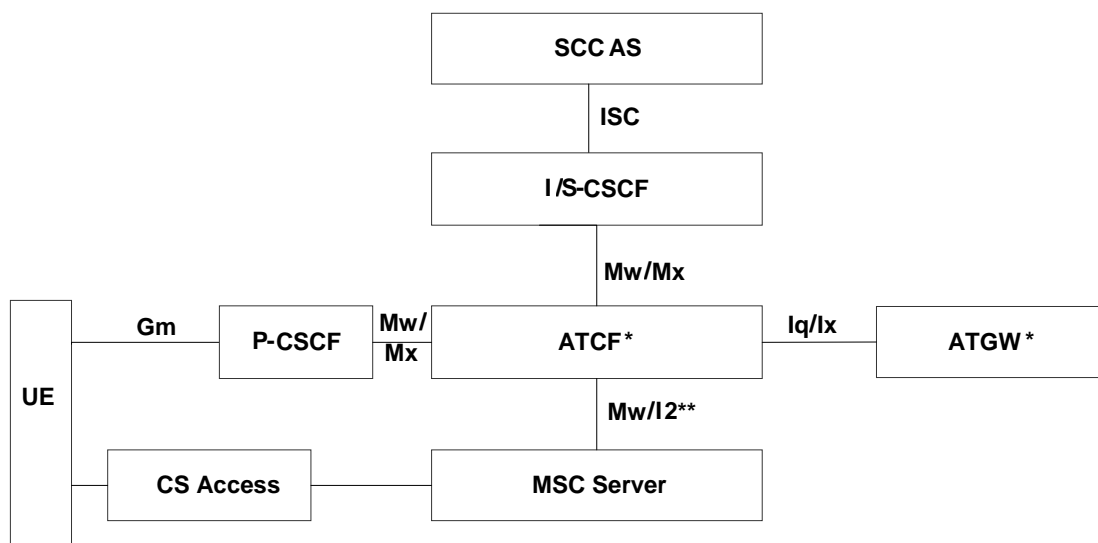 SCC AS
ISC
I/S-CSCF
Mw/Mx
Gm
P-CSCF
Mw/
Mx
ATCF*
Iq/Ix
ATGW*
UE
Mw/I2**
CS Access
MSC Server